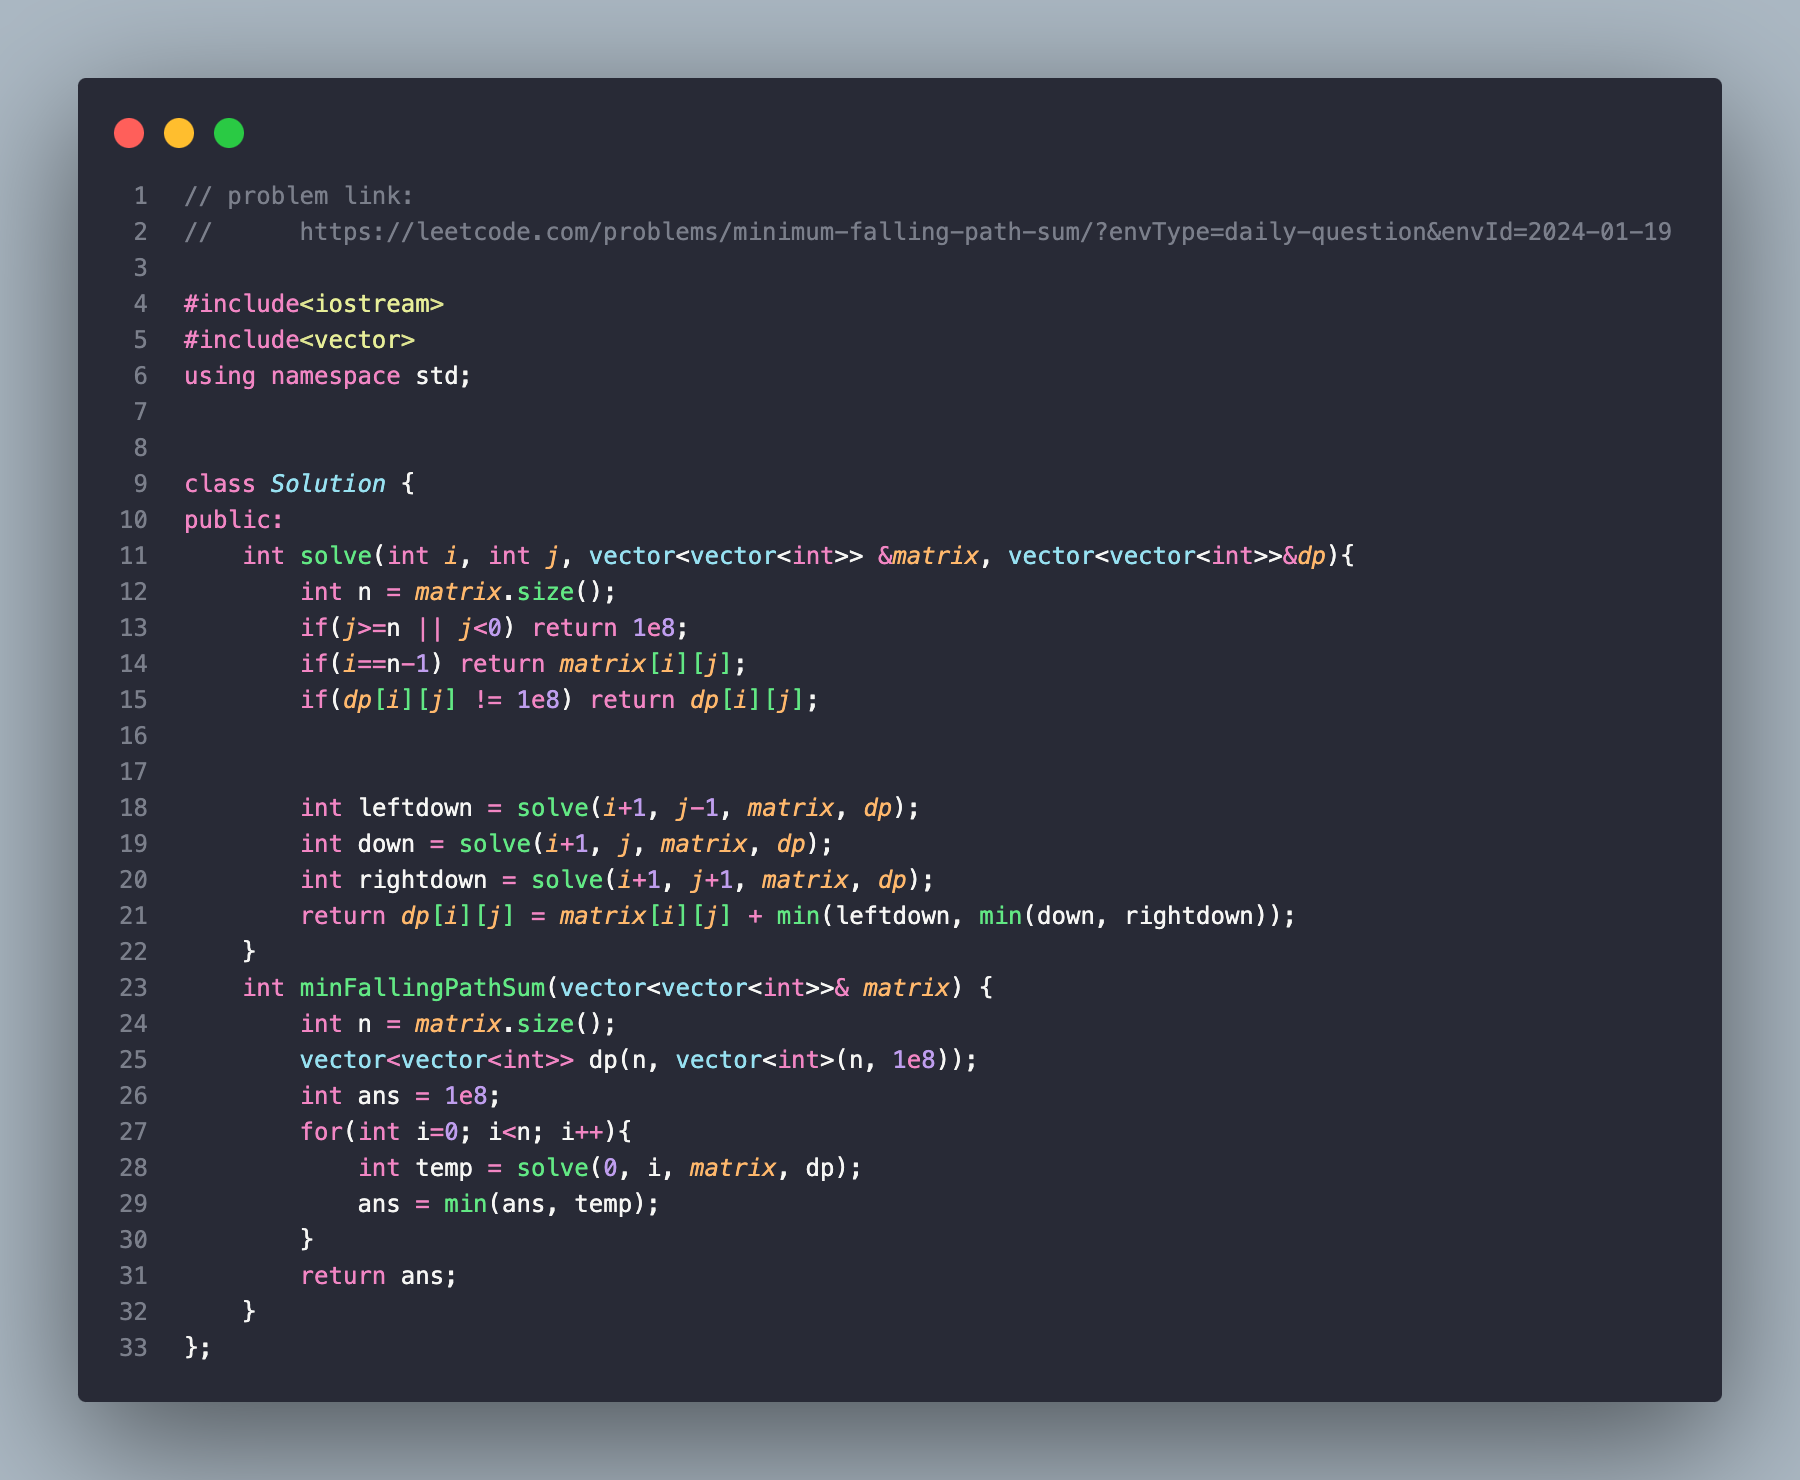 1 // problem link:
2 //      https://leetcode.com/problems/minimum-falling-path-sum/?envType=daily-question&envId=2024-01-19
3
4 #include<iostream>
5 #include<vector>
6 using namespace std;
7
8
9 class Solution {
10 public:
11     int solve(int i, int j, vector<vector<int>> &matrix, vector<vector<int>>&dp){
12         int n = matrix.size();
13         if(j>=n || j<0) return 1e8;
14         if(i==n-1) return matrix[i][j];
15         if(dp[i][j] != 1e8) return dp[i][j];
16
17
18         int leftdown = solve(i+1, j-1, matrix, dp);
19         int down = solve(i+1, j, matrix, dp);
20         int rightdown = solve(i+1, j+1, matrix, dp);
21         return dp[i][j] = matrix[i][j] + min(leftdown, min(down, rightdown));
22     }
23     int minFallingPathSum(vector<vector<int>>& matrix) {
24         int n = matrix.size();
25         vector<vector<int>> dp(n, vector<int>(n, 1e8));
26         int ans = 1e8;
27         for(int i=0; i<n; i++){
28             int temp = solve(0, i, matrix, dp);
29             ans = min(ans, temp);
30         }
31         return ans;
32     }
33 };